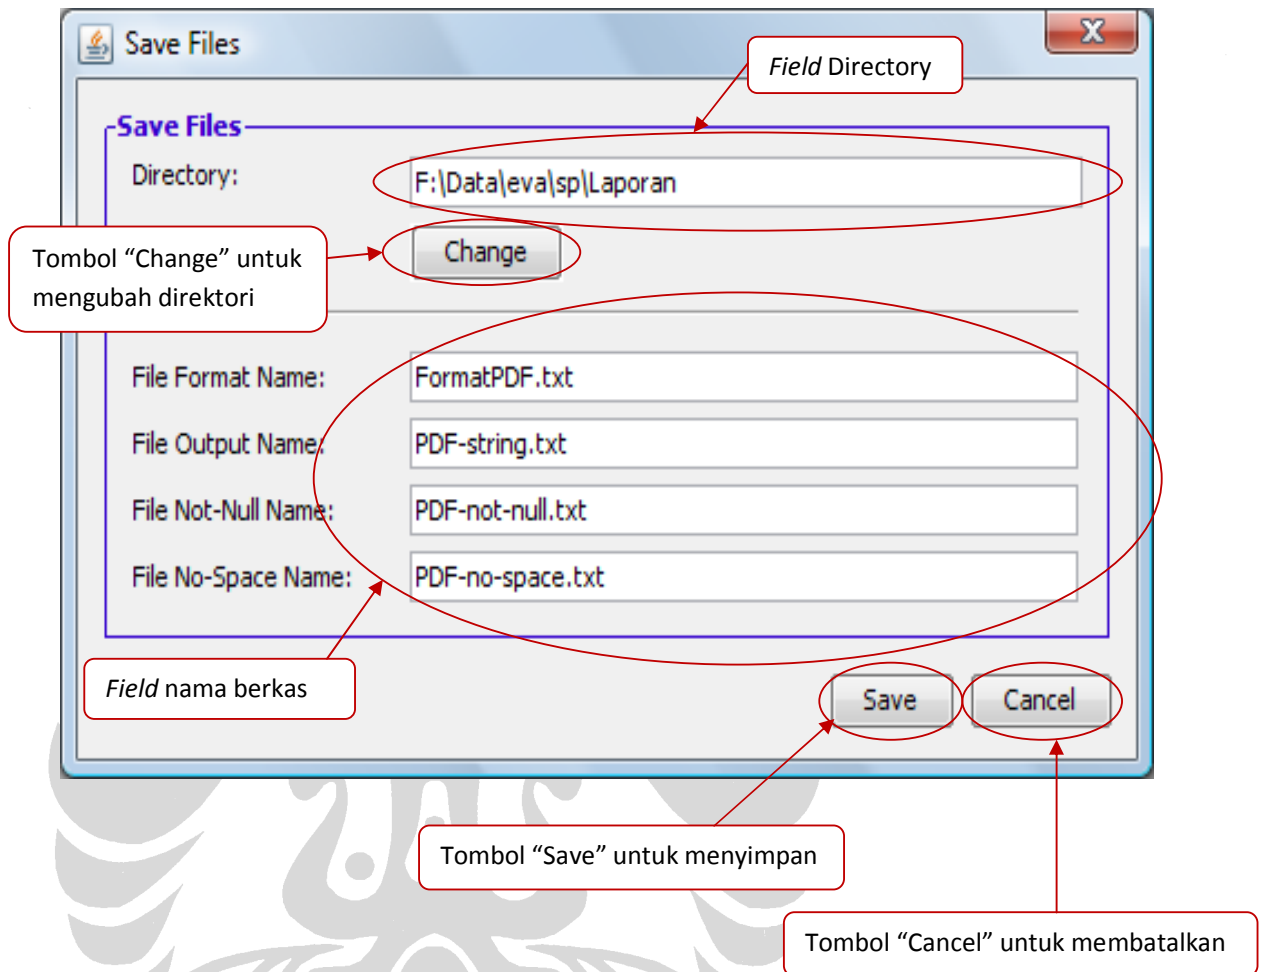 Save Files
X
Field Directory
Save Files
Directory:
F:\Data\eva\sp\Laporan
Change
Tombol “Change” untuk
mengubah direktori
File Format Name:
FormatPDF.txt
File Output Name:
PDF-string.txt
File Not-Null Name:
PDF-not-null.txt
File No-Space Name:
PDF-no-space.txt
Field nama berkas
Save
Cancel
Tombol “Save” untuk menyimpan
Tombol “Cancel” untuk membatalkan